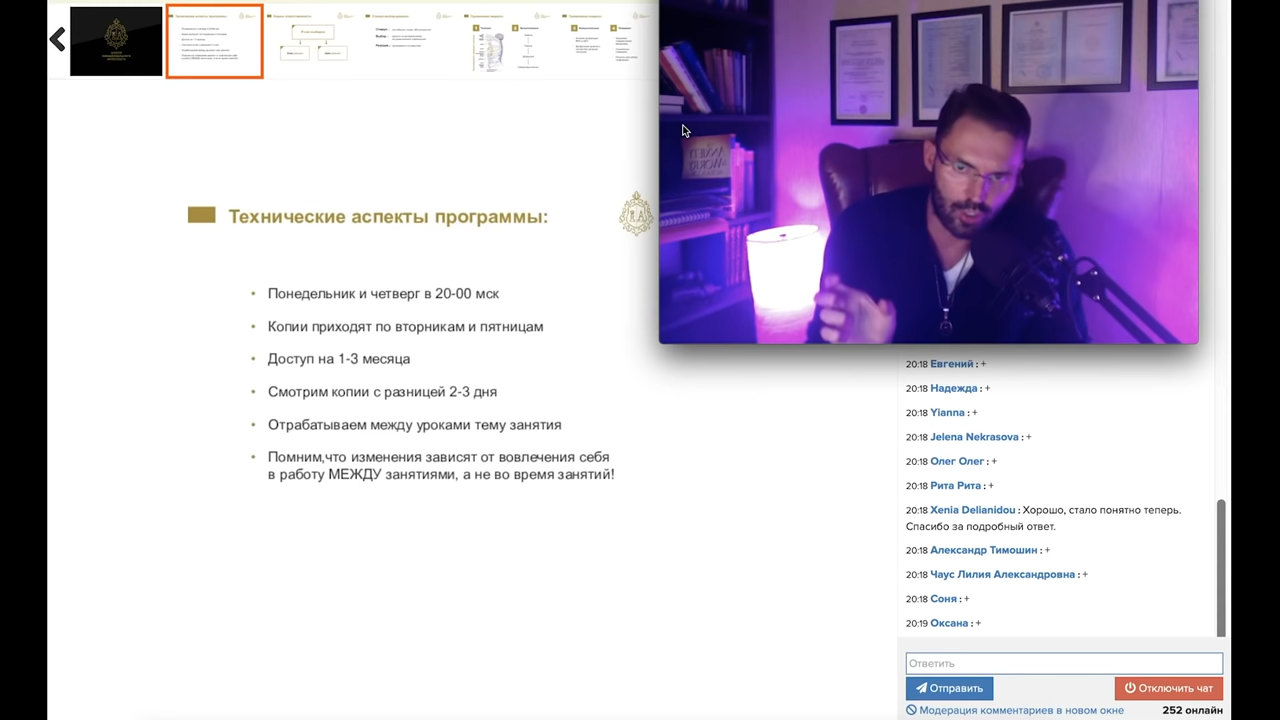 Технические аспекты программы:
Понедельник и четверг в 20-00 мск
Копии приходят по вторникам и пятницам
Доступ на 1-3 месяца
Смотрим копии с разницей 2-3 дня
Отрабатываем между уроками тему занятия
Помним,что изменения зависят от вовлечения себя
в работу МЕЖДУ занятиями, а не во время занятий!
20:18 Евгений : +
20:18 Надежда : +
20:18 Yianna : +
20:18 Jelena Nekrasova : +
20:18 Олег Олег : +
20:18 Рита Рита : +
20:18 Xenia Delianidou : Хорошо, стало понятно теперь.
Спасибо за подробный ответ.
20:18 Александр Тимошин : +
20:18 Чаус Лилия Александровна : +
20:18 Соня : +
20:19 Оксана : +
Ответить
Отправить
Отключить чат
Модерация комментариев в новом окне
252 онлайн